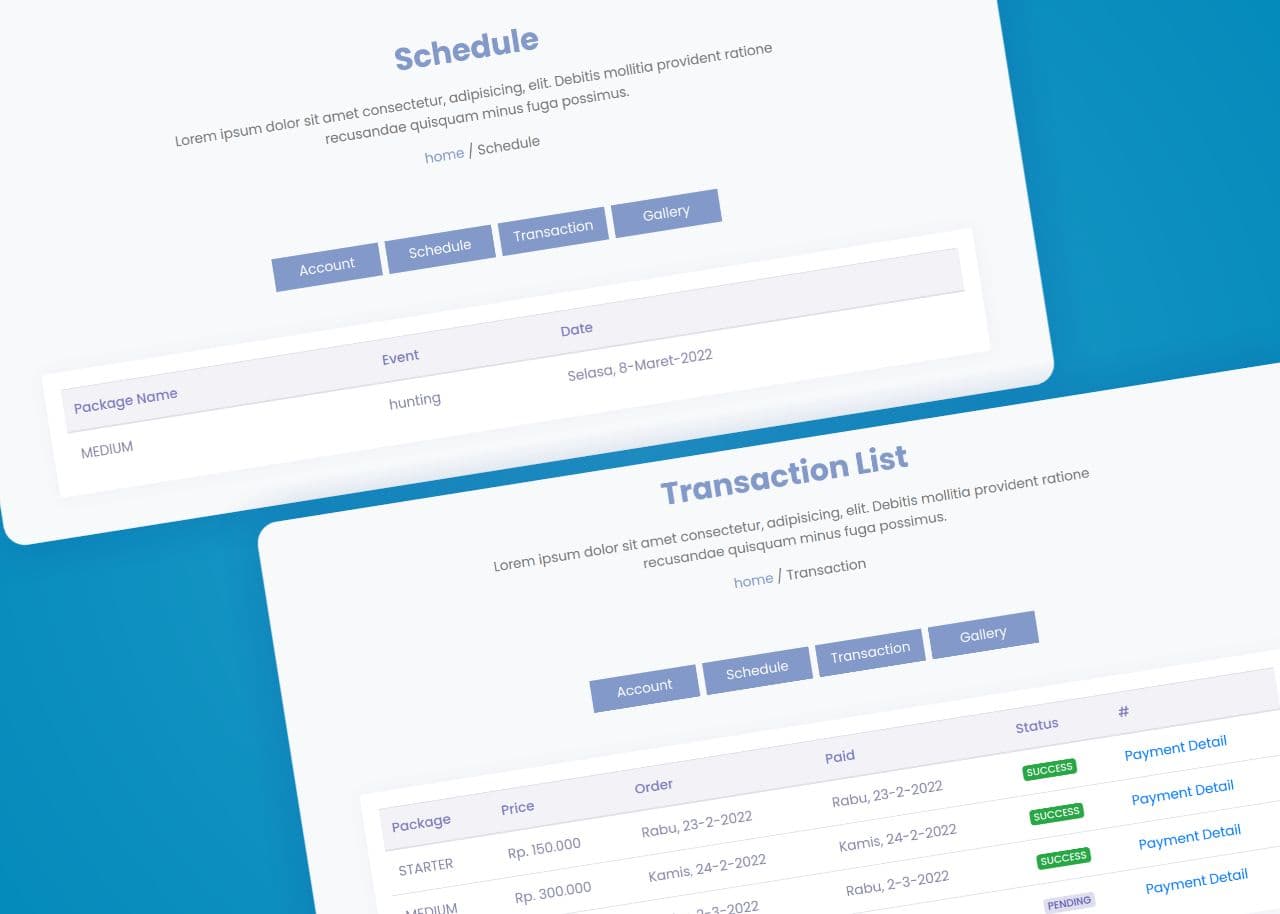 Schedule
Lorem ipsum dolor sit amet consectetur, adipisicing, elit. Debitis mollitia provident ratione
recusandae quisquam minus fuga possimus.
home / Schedule
Account Schedule Transaction Gallery
Package Name Event Date
MEDIUM hunting Selasa, 8-Maret-2022
Transaction List
Lorem ipsum dolor sit amet consectetur, adipisicing, elit. Debitis mollitia provident ratione
recusandae quisquam minus fuga possimus.
home / Transaction
Account Schedule Transaction Gallery
Package Price Order Paid Status #
STARTER Rp. 150.000 Rabu, 23-2-2022 Rabu, 23-2-2022 SUCCESS Payment Detail
MEDIUM Rp. 300.000 Kamis, 24-2-2022 Kamis, 24-2-2022 SUCCESS Payment Detail
2-3-2022 Rabu, 2-3-2022 SUCCESS Payment Detail
PENDING Payment Detail